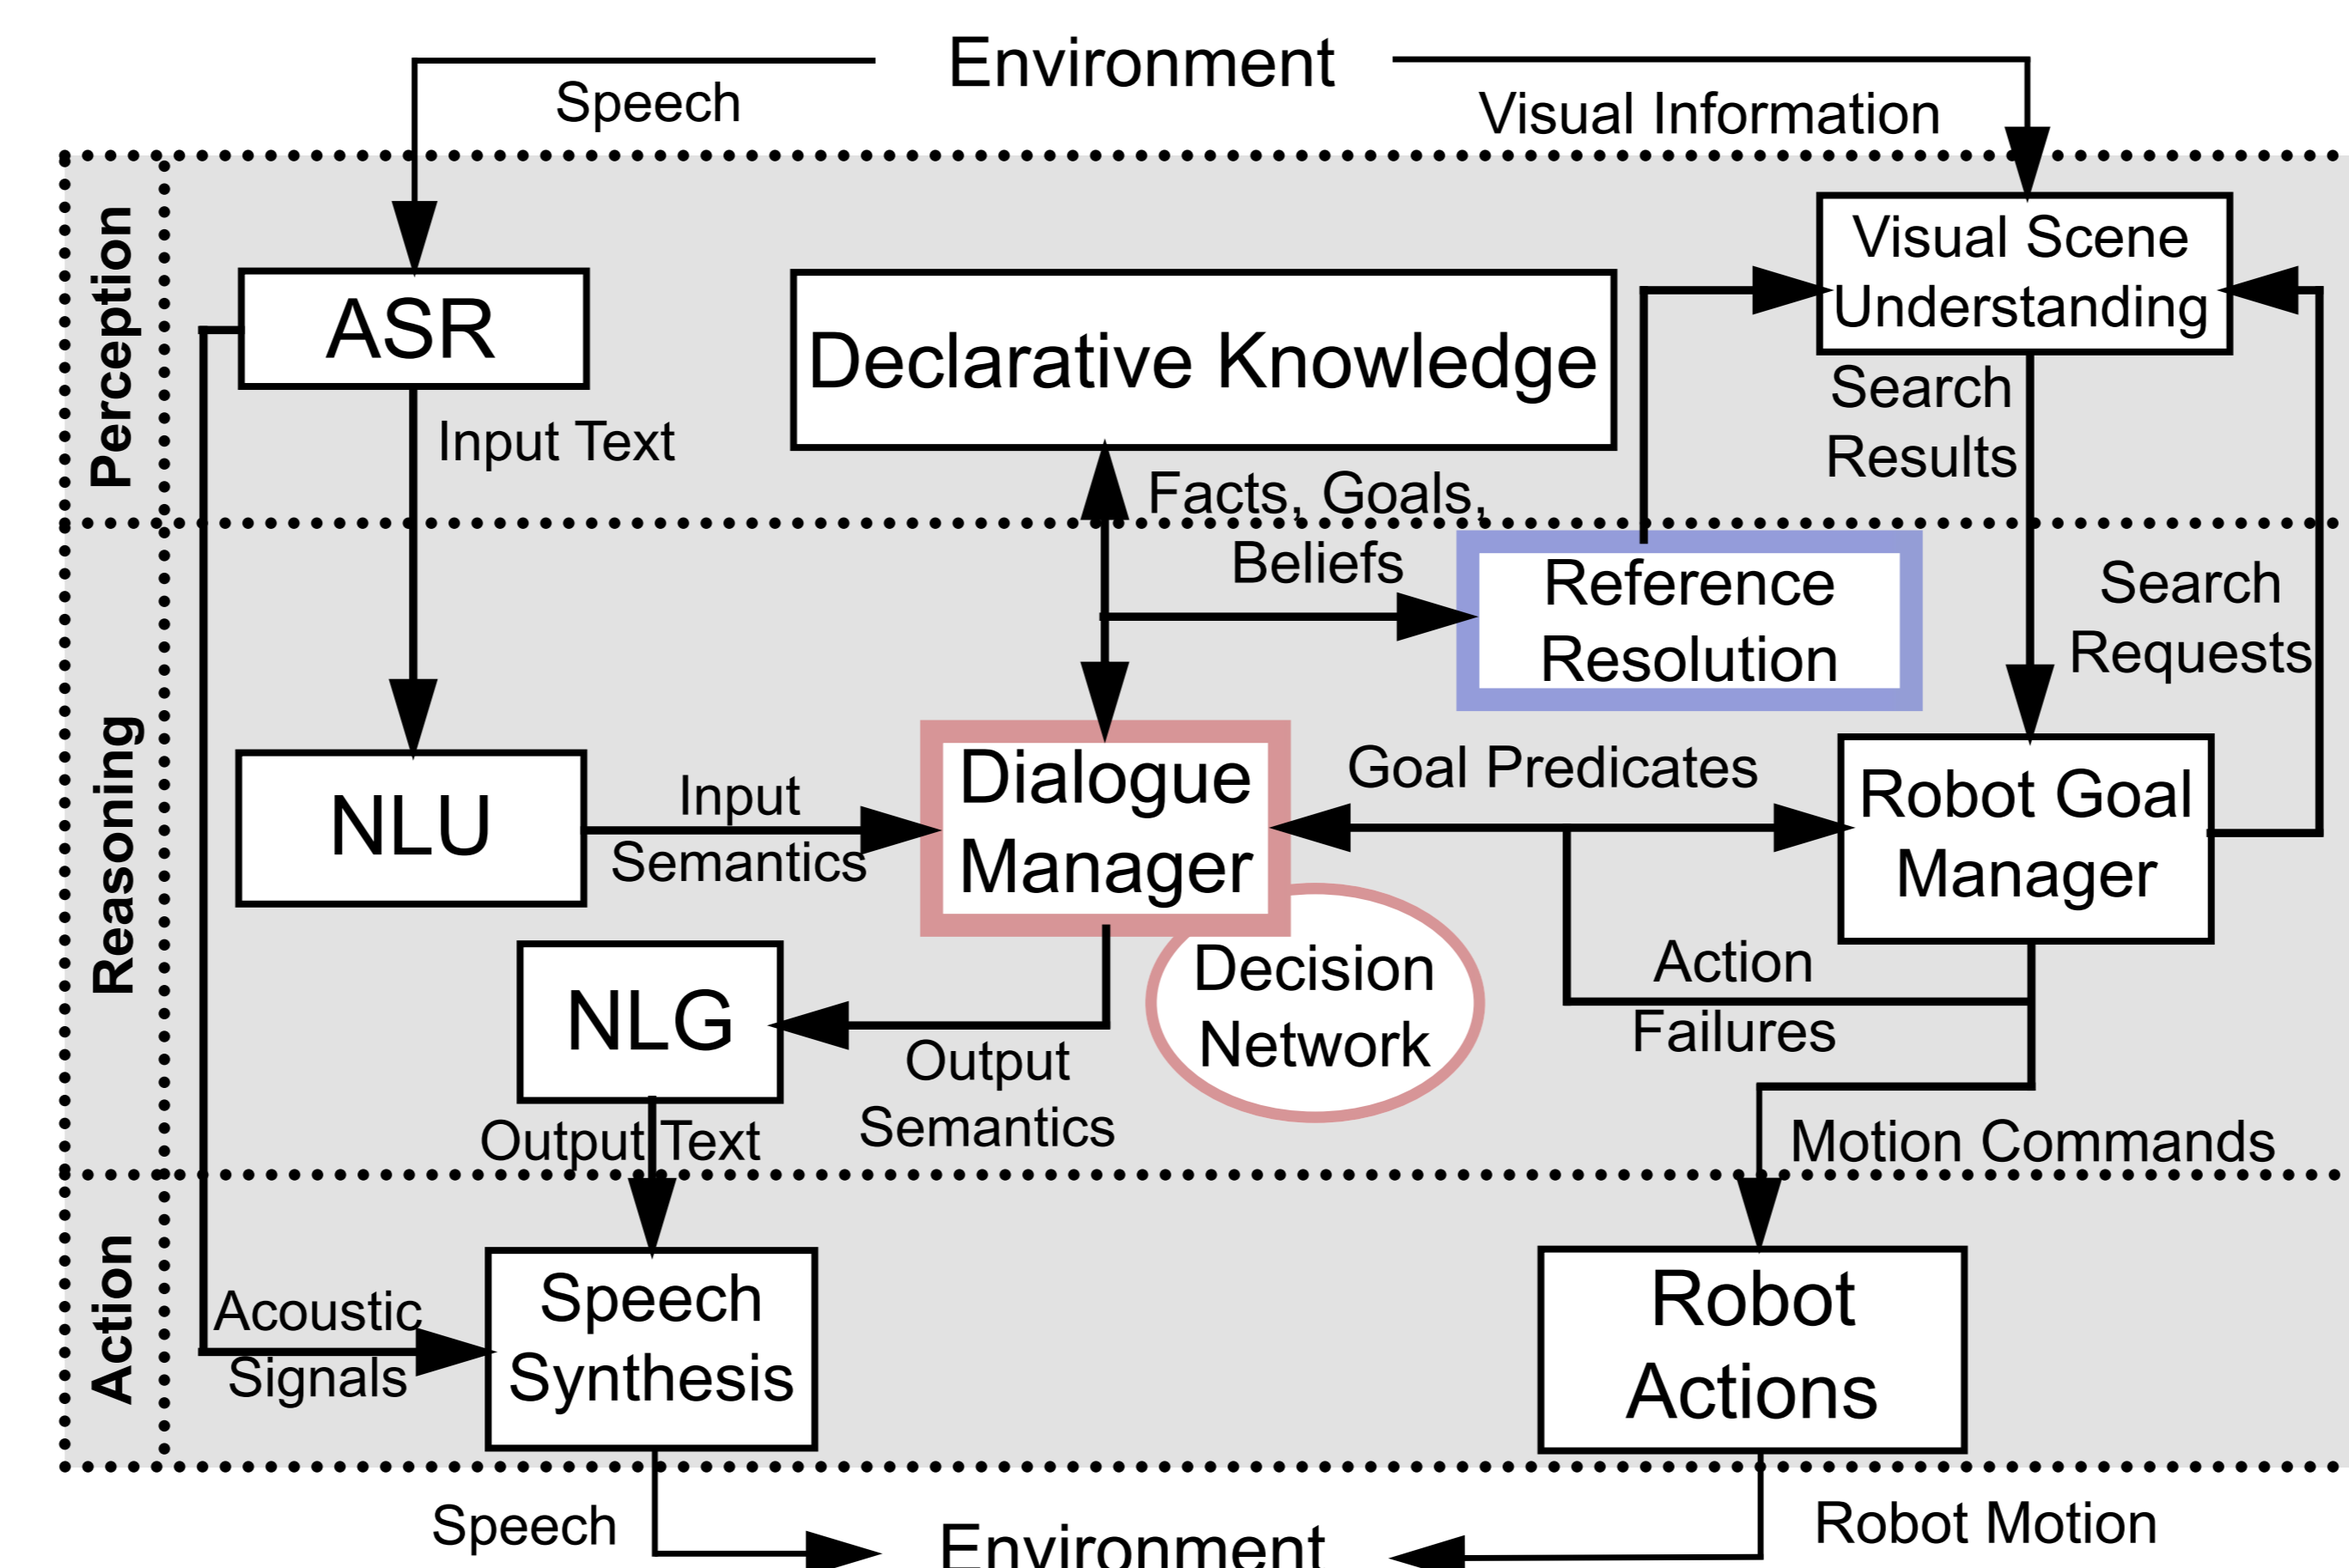 Environment
Speech
Visual Information
Perception
ASR
Declarative Knowledge
Visual Scene
Understanding
Input Text
Search
Results
Facts, Goals,
Beliefs
Reasoning
Reference
Resolution
Search
Requests
NLU
Input
Semantics
Dialogue
Manager
Goal Predicates
Robot Goal
Manager
Decision
Network
Action
Failures
NLG
Output
Semantics
Output Text
Motion Commands
Action
Acoustic
Signals
Speech
Synthesis
Robot
Actions
Speech
Environment
Robot Motion